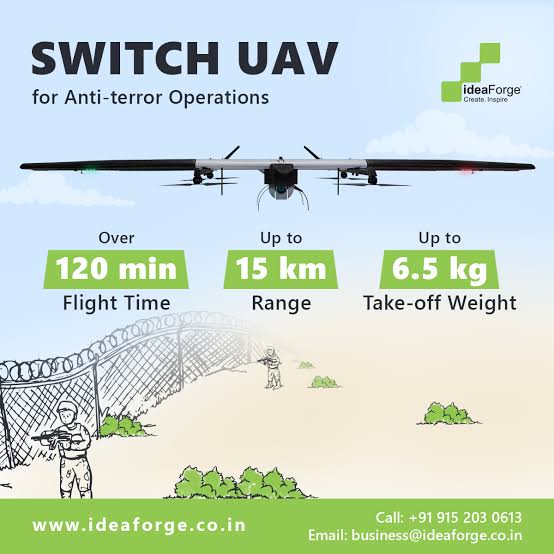 SWITCH UAV
for Anti-terror Operations
ideaForge
Create. Inspire
Over
120 min
Flight Time
Up to
15 km
Range
Up to
6.5 kg
Take-off Weight
www.ideaforge.co.in
Call: +91 915 203 0613
Email: business@ideaforge.co.in